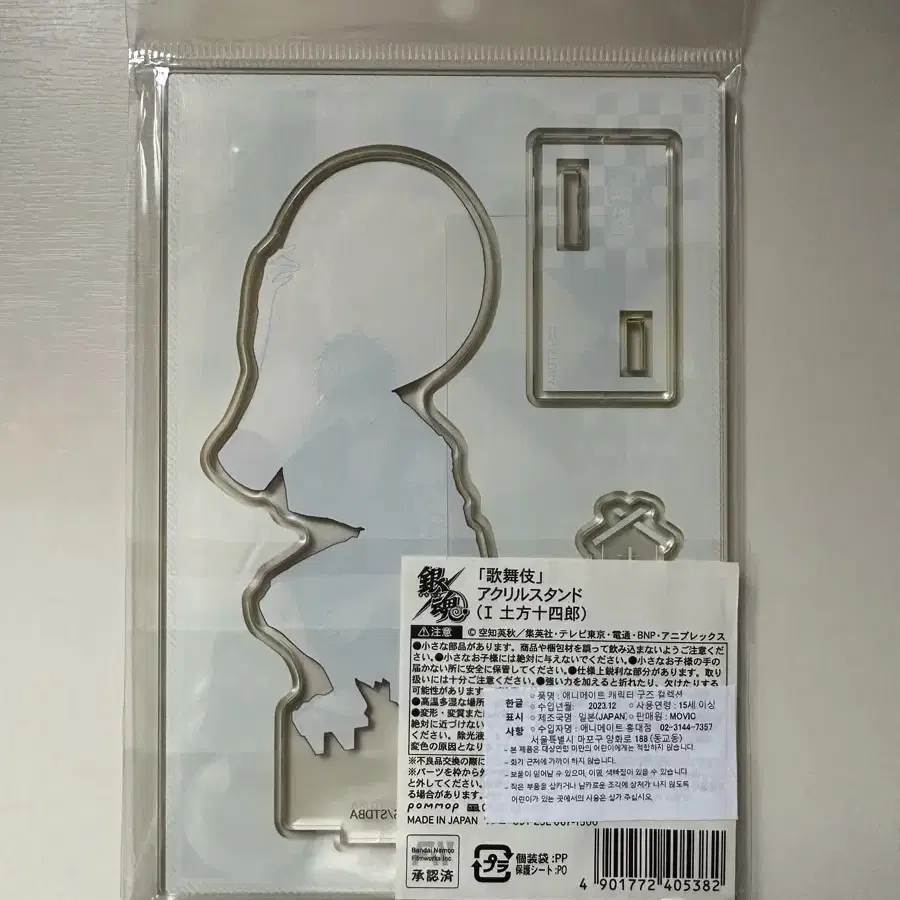 銀魂
「歌舞伎」
アクリルスタンド
(I 土方十四郎)
注意 © 空知英秋／集英社・テレビ東京・電通・BNP・アニプレックス
●小さな部品があります。商品や梱包材を誤って飲み込まないようご注意くださ
い。●小さなお子様には絶対に与えないでください。●小さなお子様の手の
届かない所に安全に保管してください。●仕様上鋭利な部分があります。取り
扱いには十分ご注意ください。●強い力を加えると折れたり、欠けたりする
可能性があります
●高温多湿な場所
●変形・変質また
絶対に近づけない
ください。除光液
変色の原因となり
※不良品交換の際に
※パーツを枠から外
と外してください。
る場合があります。
한글
표시
사항
○ 품명 : 애니메이트 캐릭터 굿즈 컬렉션
○ 수입년월: 2023.12 ○ 사용연령 : 15세 이상
○ 제조국명 : 일본(JAPAN) ○ 판매원 : MOVIC
○ 수입자명 : 애니메이트 홍대점 02-3144-7357
서울특별시 마포구 양화로 188 (동교동)
- 본 제품은 대상연령 미만의 어린이에게는 적합하지 않습니다.
- 화기 근처에 가까이 하지 않습니다.
- 보풀이 일어날 수 있으며, 이염, 색빠짐이 있을 수 있습니다.
- 작은 부품을 삼키거나 날카로운 조각에 상처가 나지 않도록
어린이가 있는 곳에서의 사용은 삼가 주십시오.
pommop
MADE IN JAPAN
Bandai Namco
Filmworks Inc.
承認済
プラ
個装袋:PP
保護シート:PO
4 901772 405382